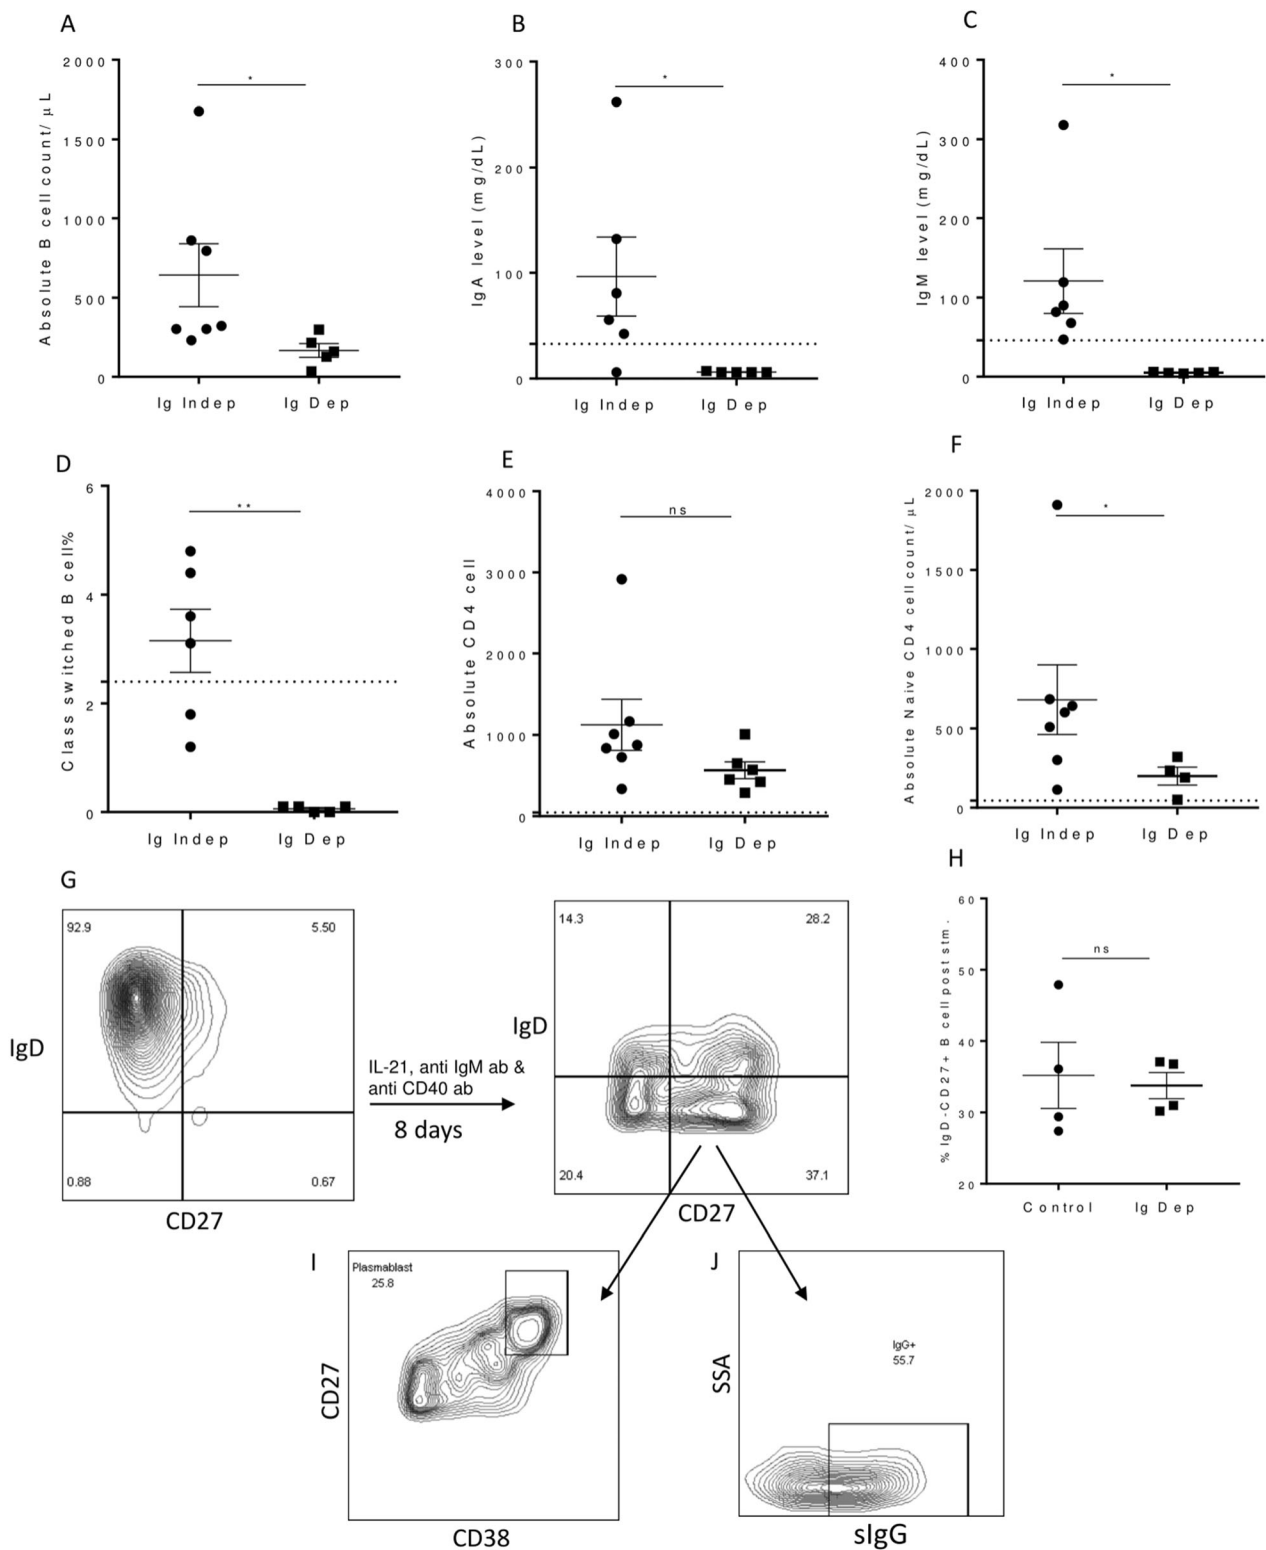 A
2000
1500
1000
500
0
Absolute B cell count/ μL
*
Ig Indep
Ig Dep
B
300
200
100
0
IgA level (mg/dL)
*
Ig Indep
Ig Dep
C
400
300
200
100
0
IgM level (mg/dL)
*
Ig Indep
Ig Dep
D
6
4
2
0
Class switched B cell%
**
Ig Indep
Ig Dep
E
4000
3000
2000
1000
0
Absolute CD4 cell
ns
Ig Indep
Ig Dep
F
2000
1500
1000
500
0
Absolute Naive CD4 cell count/ μL
*
Ig Indep
Ig Dep
G
92.9
5.50
0.88
0.67
IgD
CD27
IL-21, anti IgM ab &
anti CD40 ab
8 days
14.3
28.2
20.4
37.1
IgD
CD27
H
60
50
40
30
20
% IgD-CD27+ B cell post stm.
ns
Control
Ig Dep
I
Plasmablast
25.8
CD27
CD38
J
IgG+
55.7
SSA
sIgG